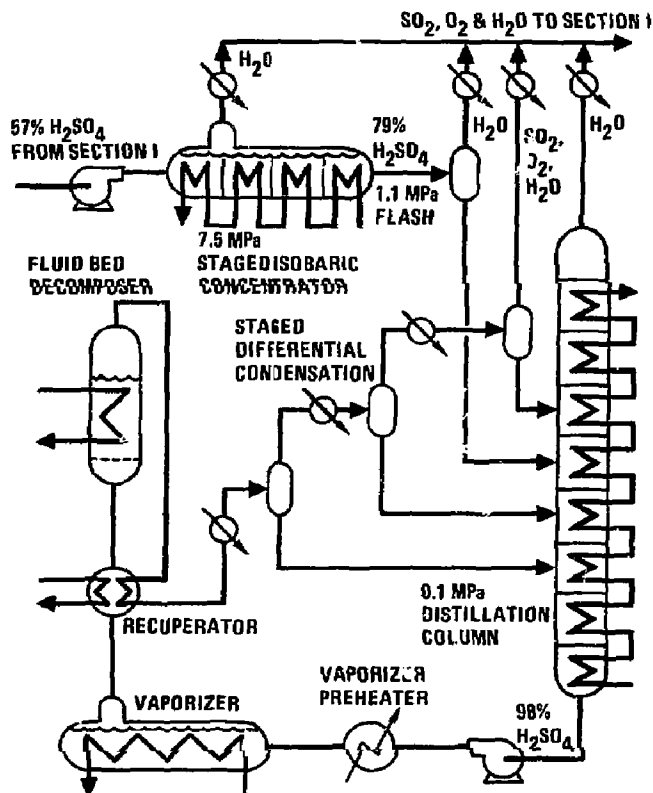 SO₂, O₂ & H₂O TO SECTION I
H₂O
57% H₂SO₄
FROM SECTION I
79%
H₂SO₄
1.1 MPa
FLASH
H₂O
SO₂,
O₂,
H₂O
H₂O
7.5 MPa
STAGED ISOBARIC
CONCENTRATOR
FLUID BED
DECOMPOSER
STAGED
DIFFERENTIAL
CONDENSATION
RECUPERATOR
0.1 MPa
DISTILLATION
COLUMN
VAPORIZER
VAPORIZER
PREHEATER
98%
H₂SO₄